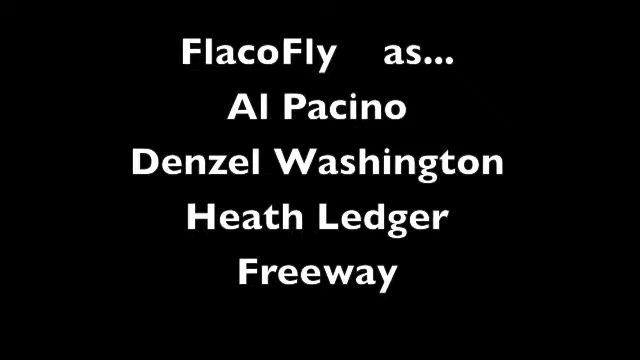 FlacoFly as...
Al Pacino
Denzel Washington
Heath Ledger
Freeway